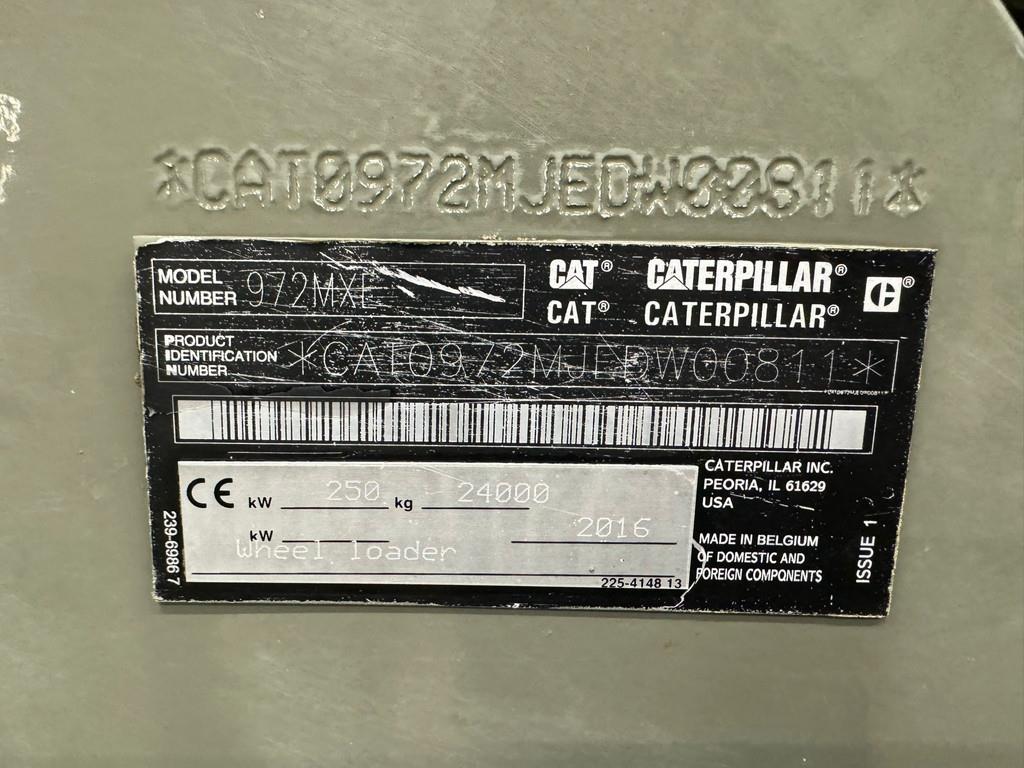 *CAT0972MJEDW00811*
MODEL NUMBER 972MXE
CAT® CATERPILLAR®
CAT® CATERPILLAR®
PRODUCT
IDENTIFICATION
NUMBER *CAT0972MJEDW00811*
CE kW 250 kg 24000
kW 2016
Wheel loader
225-4148 13
239-6986 7
CATERPILLAR INC.
PEORIA, IL 61629
USA
MADE IN BELGIUM
OF DOMESTIC AND
FOREIGN COMPONENTS
ISSUE 1